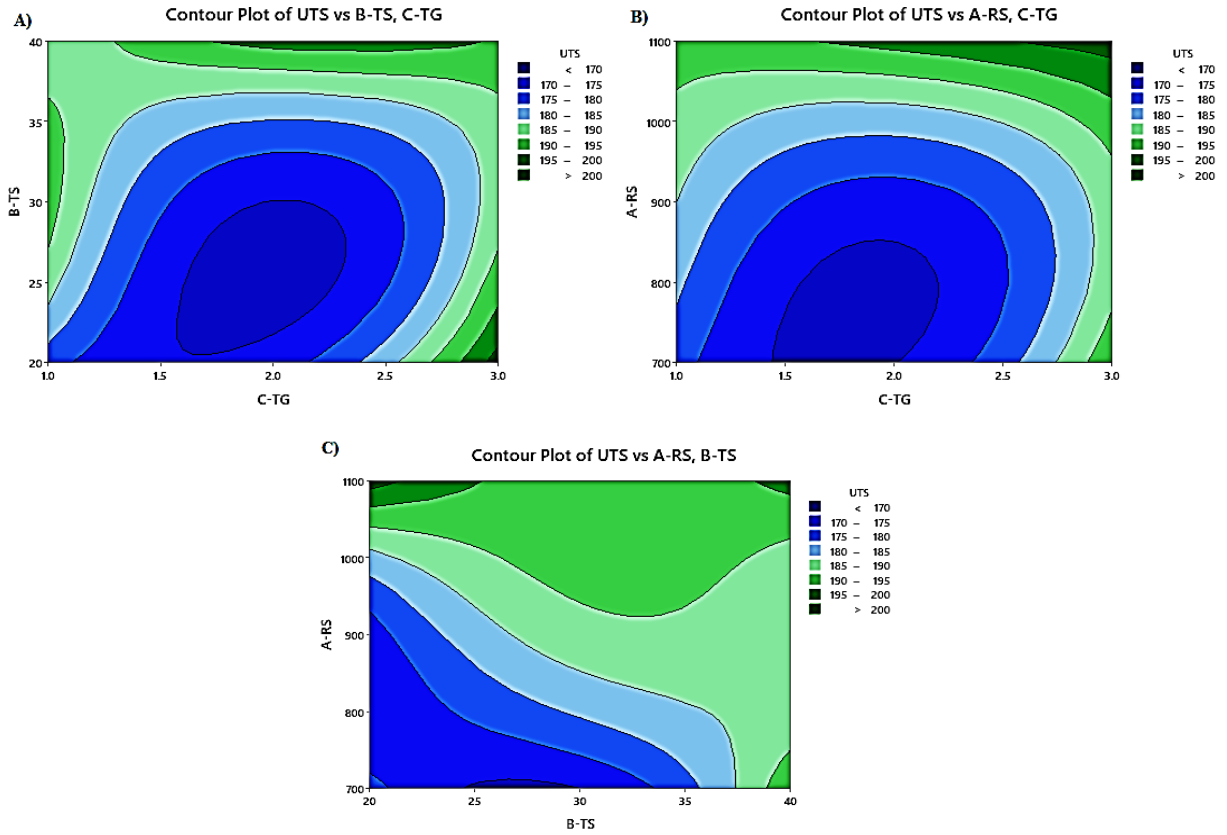 A)
Contour Plot of UTS vs B-TS, C-TG
40
35
30
25
20
B-TS
1.0 1.5 2.0 2.5 3.0
C-TG
UTS
< 170
170 – 175
175 – 180
180 – 185
185 – 190
190 – 195
195 – 200
> 200
B)
Contour Plot of UTS vs A-RS, C-TG
1100
1000
900
800
700
A-RS
1.0 1.5 2.0 2.5 3.0
C-TG
UTS
< 170
170 – 175
175 – 180
180 – 185
185 – 190
190 – 195
195 – 200
> 200
C)
Contour Plot of UTS vs A-RS, B-TS
1100
1000
900
800
700
A-RS
20 25 30 35 40
B-TS
UTS
< 170
170 – 175
175 – 180
180 – 185
185 – 190
190 – 195
195 – 200
> 200